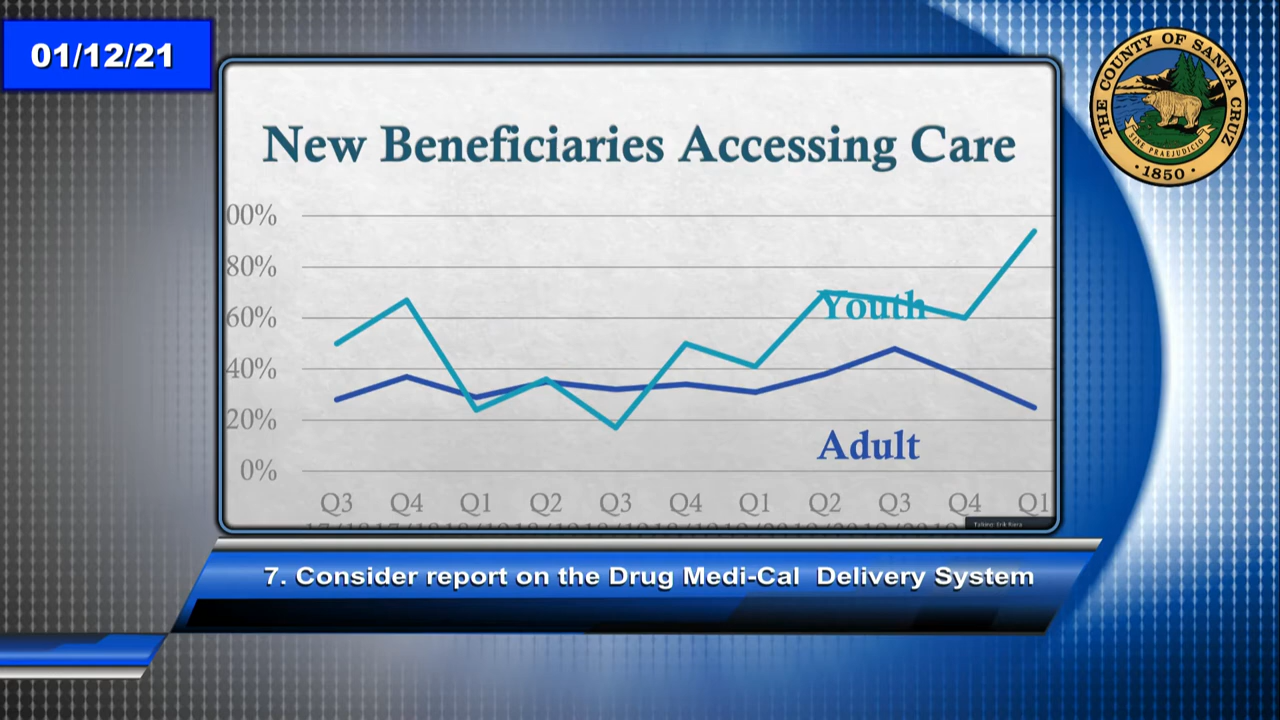 01/12/21
THE COUNTY OF SANTA CRUZ
SINE PRAEJUDICIO
• 1850 •
New Beneficiaries Accessing Care
00%
80%
60%
40%
20%
0%
Youth
Adult
Q3 Q4 Q1 Q2 Q3 Q4 Q1 Q2 Q3 Q4 Q1
7. Consider report on the Drug Medi-Cal Delivery System